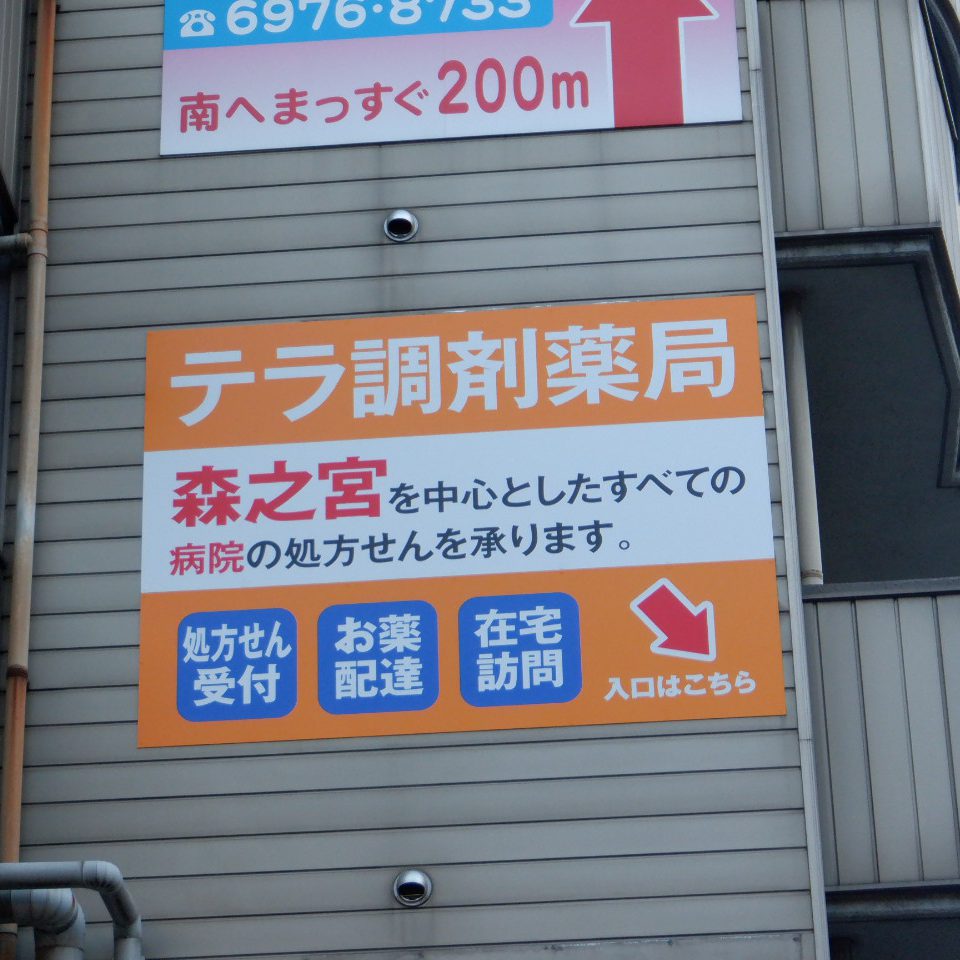 ☎6976・8733
南へまっすぐ200m
テラ調剤薬局
森之宮を中心としたすべての
病院の処方せんを承ります。
処方せん
受付
お薬
配達
在宅
訪問
入口はこちら